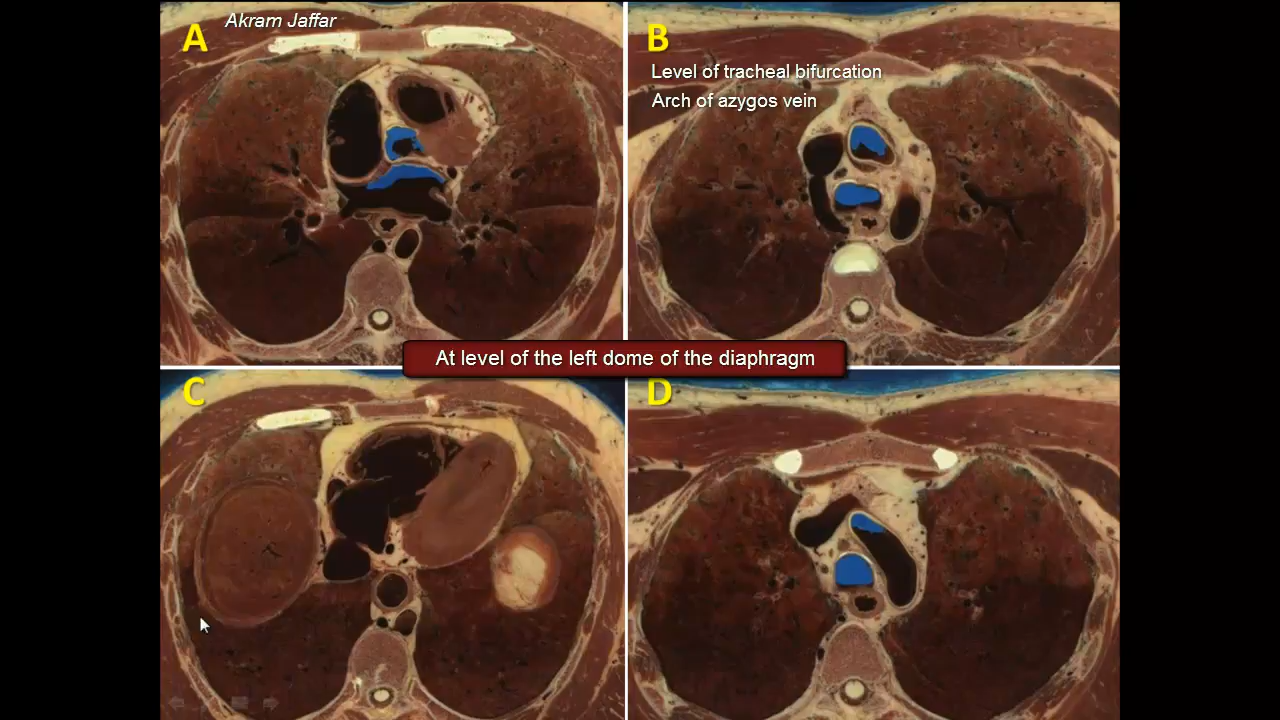 A
Akram Jaffar
B
Level of tracheal bifurcation
Arch of azygos vein
At level of the left dome of the diaphragm
C
D